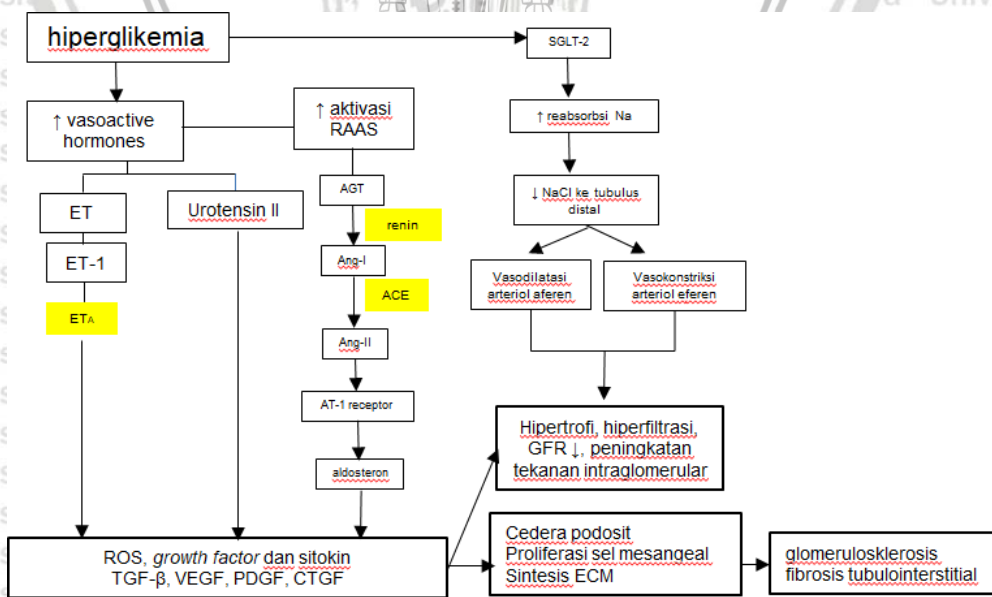 hiperglikemia
SGLT-2
↑ vasoactive
hormones
↑ aktivasi
RAAS
↑ reabsorbsi Na
AGT
↓ NaCl ke tubulus
distal
ET
Urotensin II
renin
ET-1
Ang-I
Vasodilatasi
arteriol aferen
Vasokonstriksi
arteriol eferen
ACE
ETA
Ang-II
AT-1 receptor
Hipertrofi, hiperfiltrasi,
GFR ↓, peningkatan
tekanan intraglomerular
aldosteron
ROS, growth factor dan sitokin
TGF-β, VEGF, PDGF, CTGF
Cedera podosit
Proliferasi sel mesangeal
Sintesis ECM
glomerulosklerosis
fibrosis tubulointerstitial